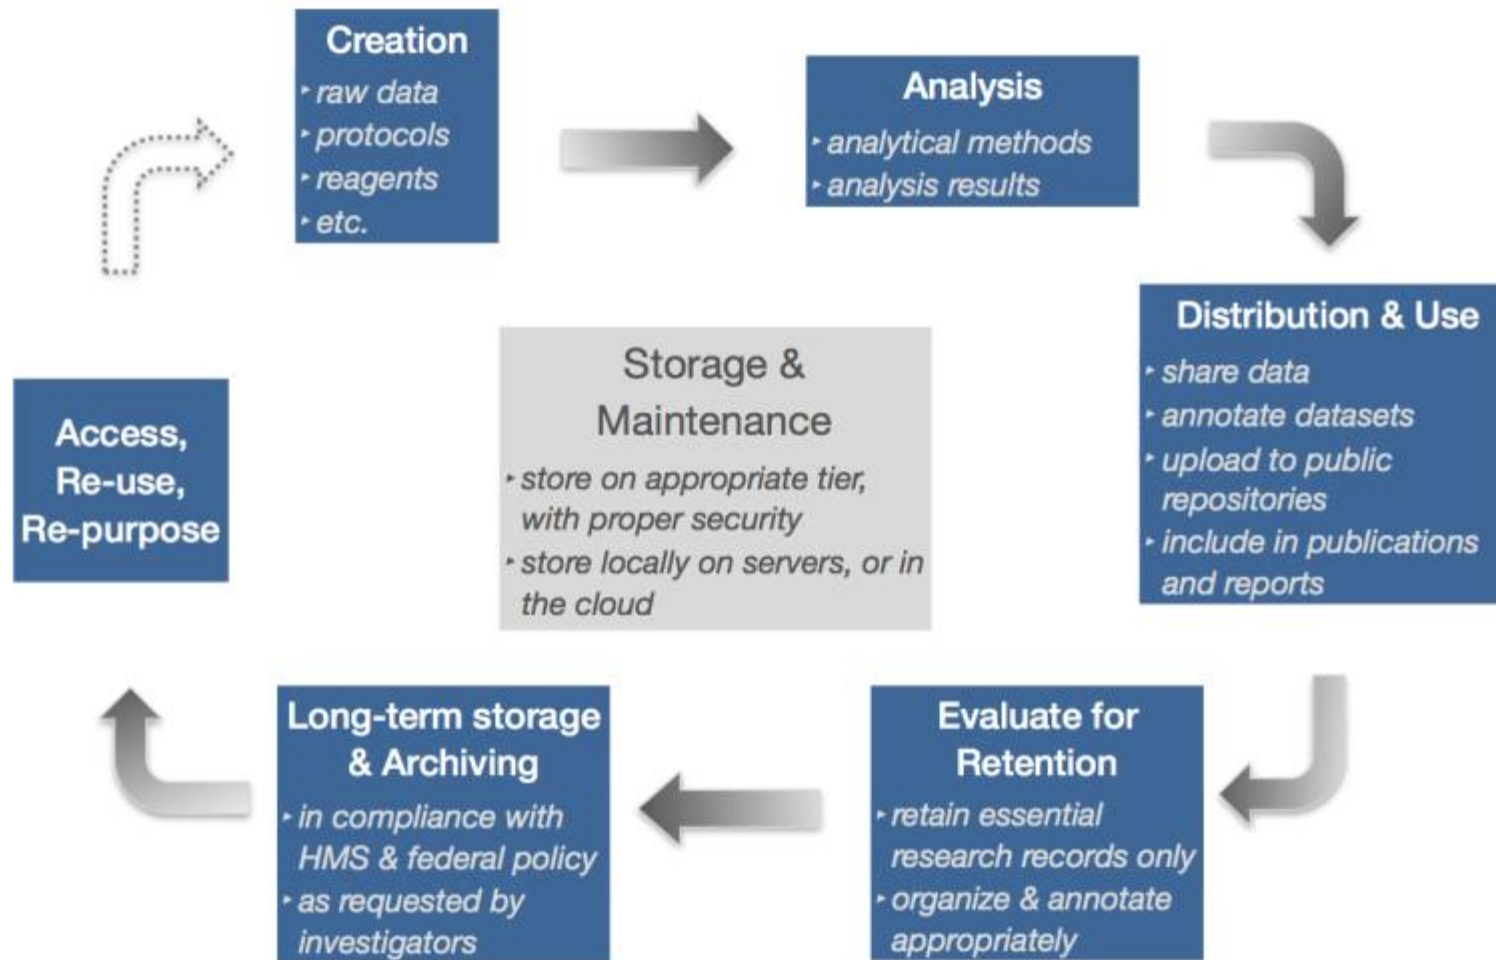 Creation
‣ raw data
‣ protocols
‣ reagents
‣ etc.
Analysis
‣ analytical methods
‣ analysis results
Distribution & Use
‣ share data
‣ annotate datasets
‣ upload to public
repositories
‣ include in publications
and reports
Storage &
Maintenance
‣ store on appropriate tier,
with proper security
‣ store locally on servers, or in
the cloud
Access,
Re-use,
Re-purpose
Long-term storage
& Archiving
‣ in compliance with
HMS & federal policy
‣ as requested by
investigators
Evaluate for
Retention
‣ retain essential
research records only
‣ organize & annotate
appropriately